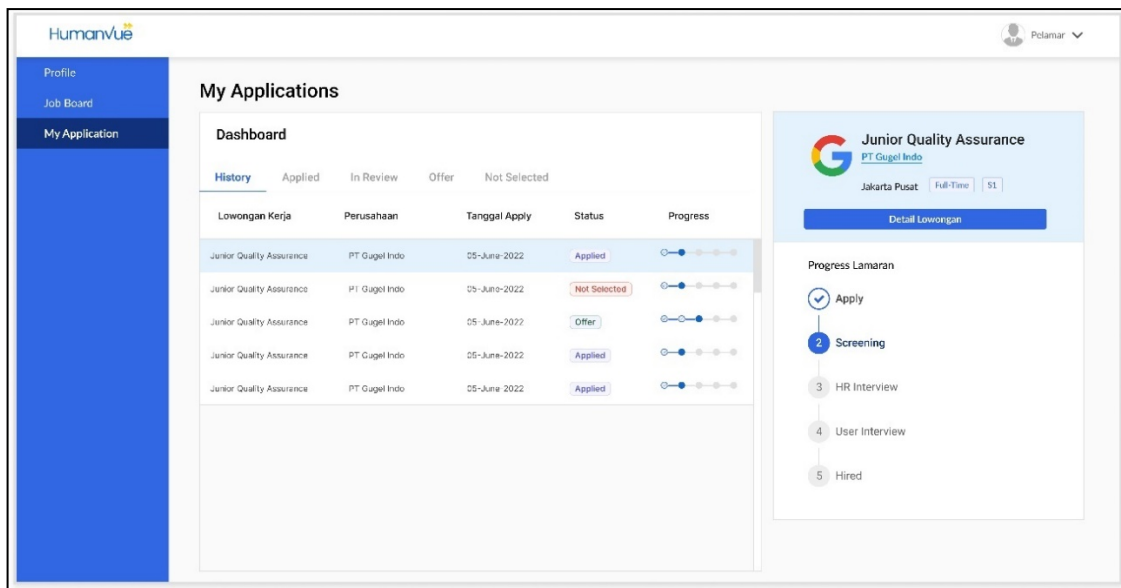 HumanVue
Pelamar
Profile
Job Board
My Application
My Applications
Dashboard
History Applied In Review Offer Not Selected
Lowongan Kerja Perusahaan Tanggal Apply Status Progress
Junior Quality Assurance PT Gugel Indo 05-June-2022 Applied
Junior Quality Assurance PT Gugel Indo 05-June-2022 Not Selected
Junior Quality Assurance PT Gugel Indo 05-June-2022 Offer
Junior Quality Assurance PT Gugel Indo 05-June-2022 Applied
Junior Quality Assurance PT Gugel Indo 05-June-2022 Applied
Junior Quality Assurance
PT Gugel Indo
Jakarta Pusat Full-Time S1
Detail Lowongan
Progress Lamaran
Apply
2 Screening
3 HR Interview
4 User Interview
5 Hired